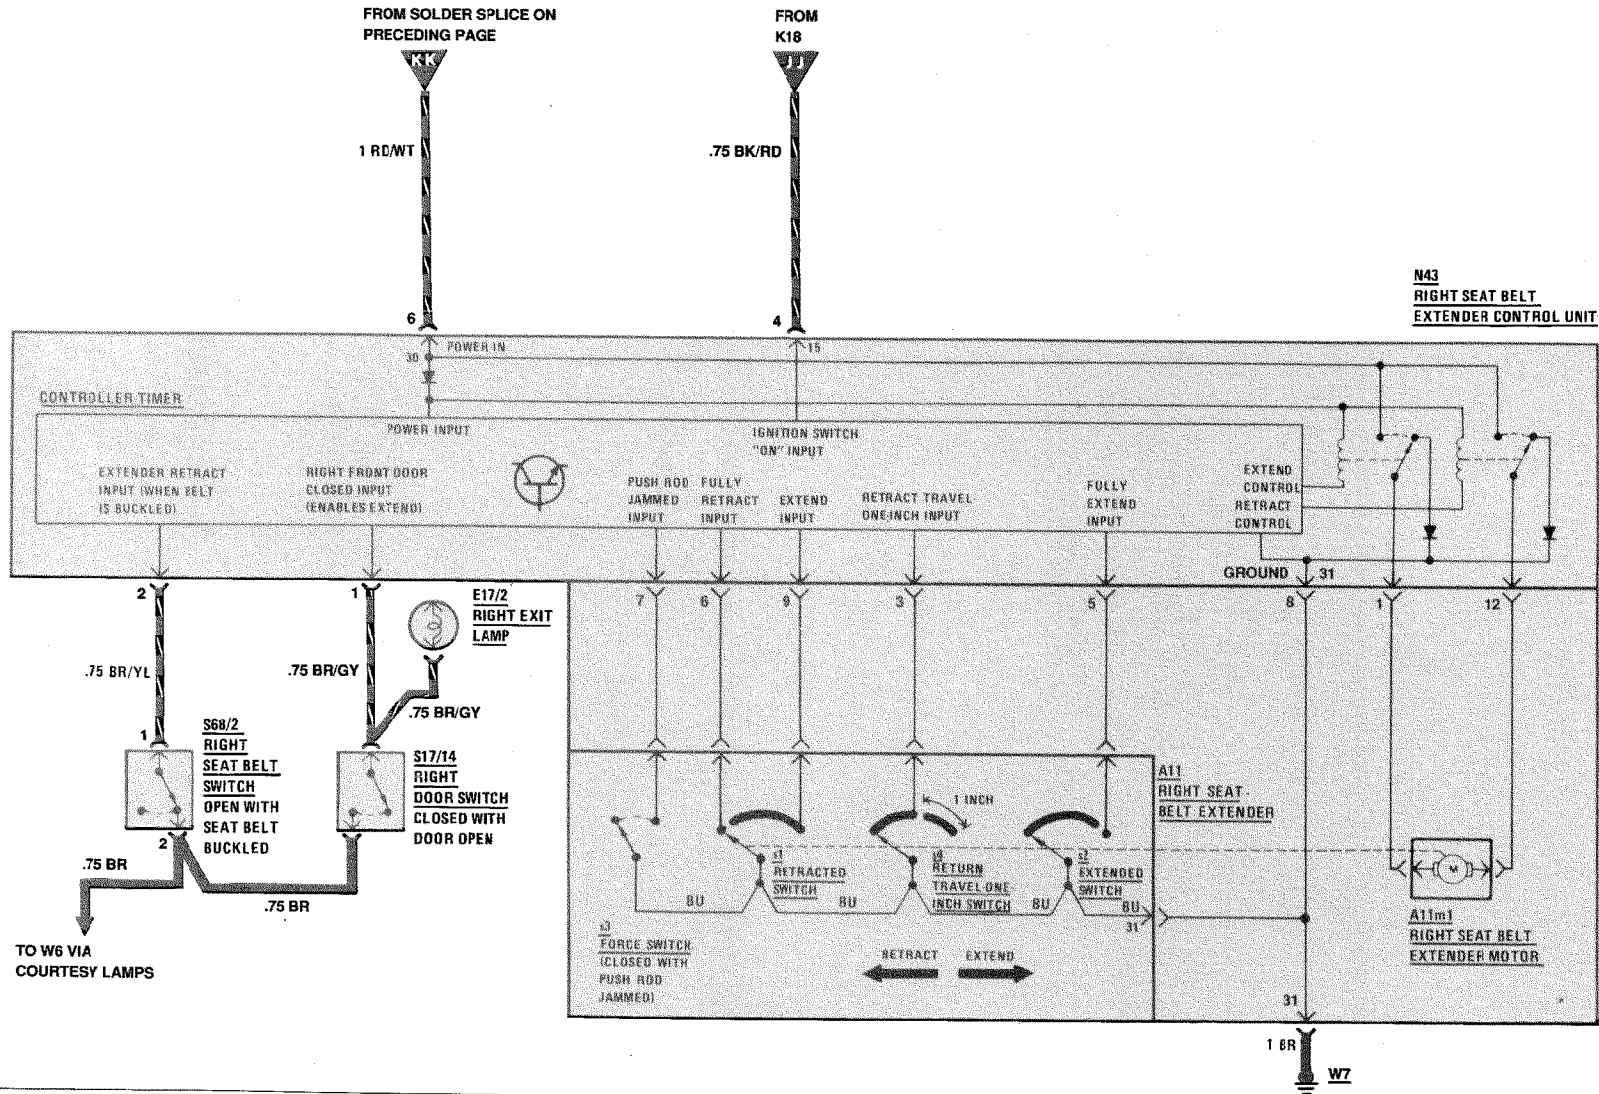 FROM SOLDER SPLICE ON
PRECEDING PAGE
KK
FROM
K18
JJ
1 RD/WT
.75 BK/RD
N43
RIGHT SEAT BELT
EXTENDER CONTROL UNIT
6
4
30
POWER IN
15
CONTROLLER TIMER
POWER INPUT
IGNITION SWITCH
"ON" INPUT
EXTENDER RETRACT
INPUT (WHEN BELT
IS BUCKLED)
RIGHT FRONT DOOR
CLOSED INPUT
(ENABLES EXTEND)
PUSH ROD
JAMMED
INPUT
FULLY
RETRACT
INPUT
EXTEND
INPUT
RETRACT TRAVEL
ONE-INCH INPUT
FULLY
EXTEND
INPUT
EXTEND
CONTROL
RETRACT
CONTROL
GROUND
31
2
1
7
6
9
3
5
8
1
12
E17/2
RIGHT EXIT
LAMP
.75 BR/YL
.75 BR/GY
.75 BR/GY
1
S68/2
RIGHT
SEAT BELT
SWITCH
OPEN WITH
SEAT BELT
BUCKLED
2
S17/14
RIGHT
DOOR SWITCH
CLOSED WITH
DOOR OPEN
.75 BR
.75 BR
TO W6 VIA
COURTESY LAMPS
A11
RIGHT SEAT
BELT EXTENDER
1 INCH
s1
RETRACTED
SWITCH
s4
RETURN
TRAVEL-ONE-
INCH SWITCH
s2
EXTENDED
SWITCH
BU
BU
BU
BU
31
s3
FORCE SWITCH
(CLOSED WITH
PUSH ROD
JAMMED)
RETRACT
EXTEND
M
A11m1
RIGHT SEAT BELT
EXTENDER MOTOR
31
1 BR
W7